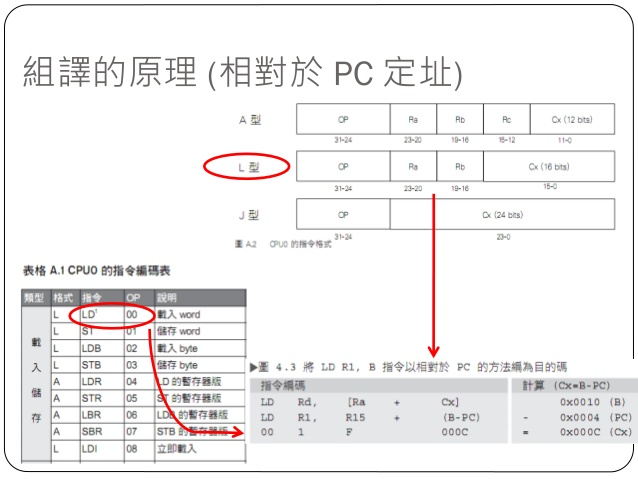 組譯的原理 (相對於 PC 定址)
A 型 OP Ra Rb Rc Cx (12 bits)
31-24 23-20 19-16 15-12 11-0
L 型 OP Ra Rb Cx (16 bits)
31-24 23-20 19-16 15-0
J 型 OP Cx (24 bits)
31-24 23-0
圖 A.2 CPU0 的指令格式
表格 A.1 CPU0 的指令編碼表
類型 格式 指令 OP 說明
載入儲存
L LD¹ 00 載入 word
L ST 01 儲存 word
L LDB 02 載入 byte
L STB 03 儲存 byte
A LDR 04 LD 的暫存器版
A STR 05 ST 的暫存器版
A LBR 06 LDB 的暫存器版
A SBR 07 STB 的暫存器版
L LDI 08 立即載入
▶圖 4.3 將 LD R1, B 指令以相對於 PC 的方法編為目的碼
指令編碼 計算 (Cx=B-PC)
LD Rd, [Ra + Cx] 0x0010 (B)
LD R1, R15 + (B-PC) - 0x0004 (PC)
00 1 F 000C = 0x000C (Cx)